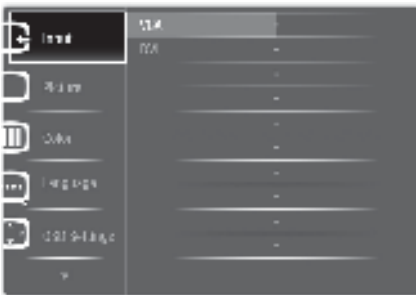 Input
VGA
DVI
Picture
Color
Language
OSD Settings